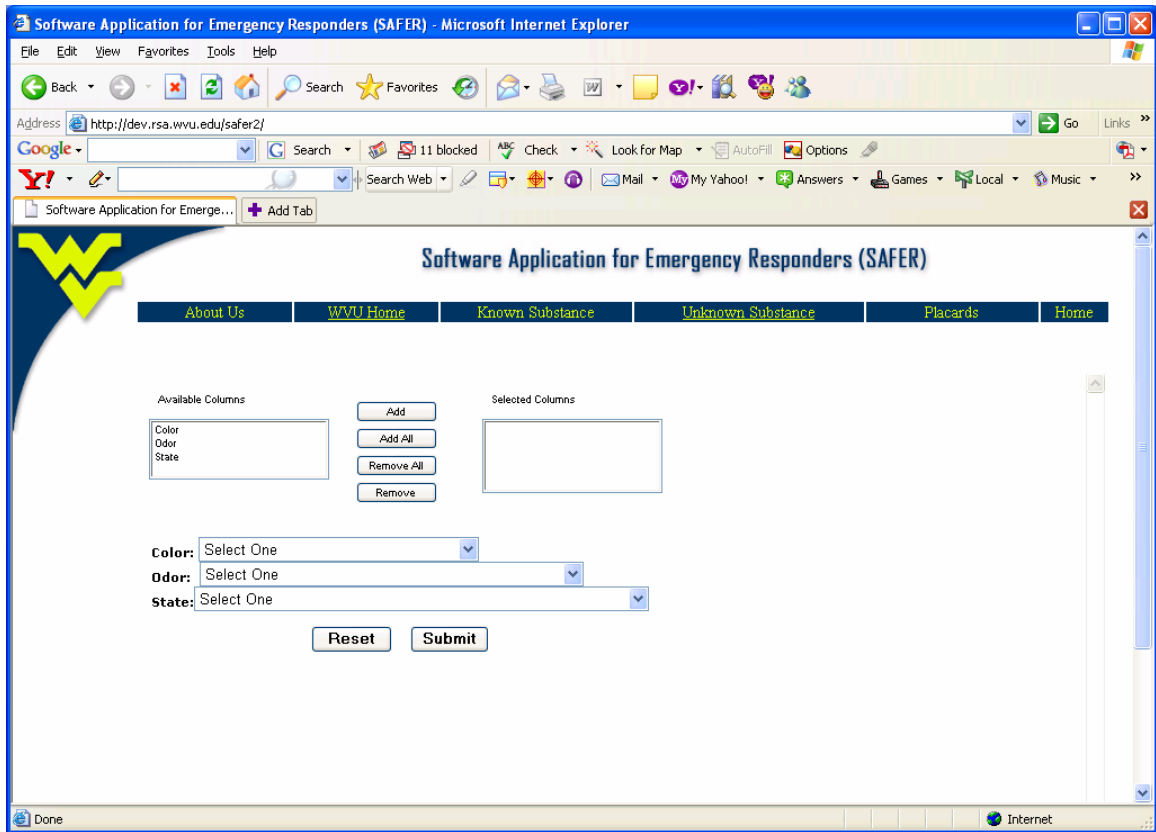 Software Application for Emergency Responders (SAFER) - Microsoft Internet Explorer
File Edit View Favorites Tools Help
Back Search Favorites W Y!
Address http://dev.rsa.wvu.edu/safer2/ Go Links »
Google G Search 11 blocked ABC Check Look for Map AutoFill Options
Y! Search Web Mail My My Yahoo! Answers Games Local Music »
Software Application for Emerge... Add Tab
Software Application for Emergency Responders (SAFER)
About Us WVU Home Known Substance Unknown Substance Placards Home
Available Columns Selected Columns
Add
Color
Odor
State
Add All
Remove All
Remove
Color: Select One
Odor: Select One
State: Select One
Reset Submit
Done Internet